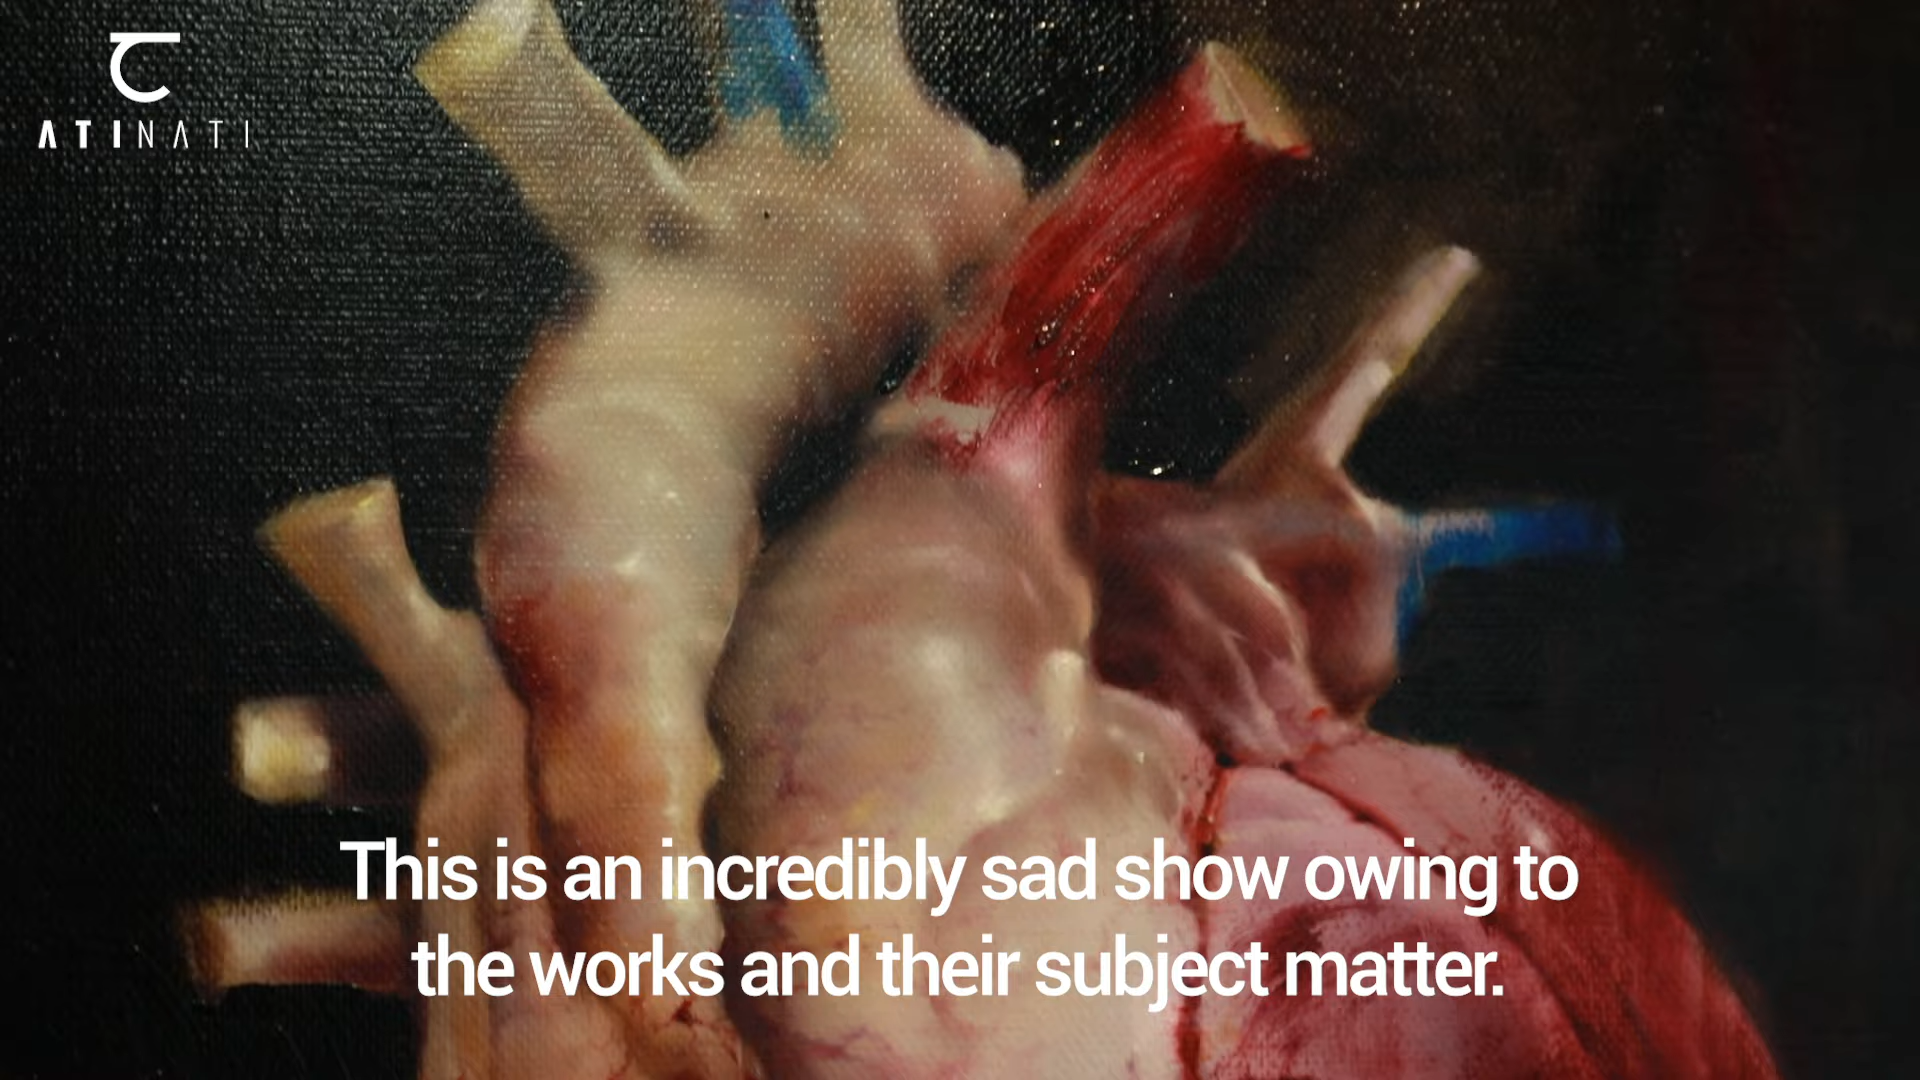 ATINATI
This is an incredibly sad show owing to
the works and their subject matter.